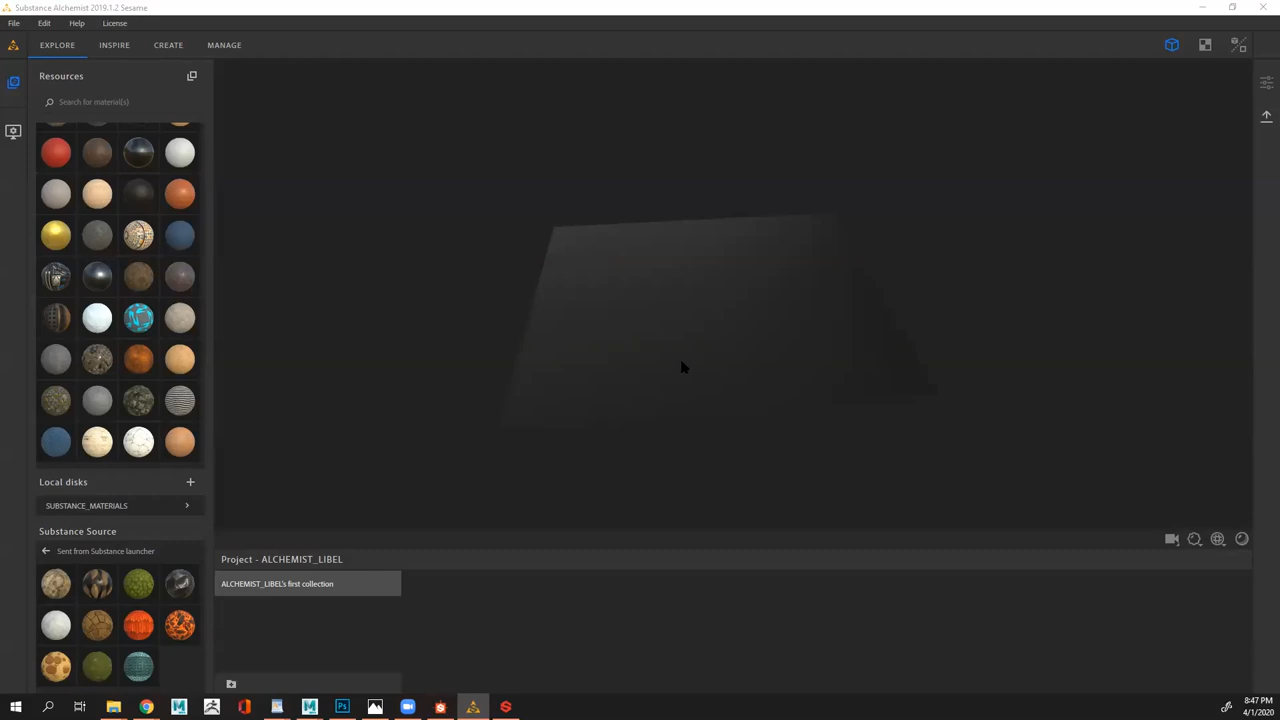 Substance Alchemist 2019.1.2 Sesame
File Edit Help License
EXPLORE INSPIRE CREATE MANAGE
Resources
Search for material(s)
Local disks
SUBSTANCE_MATERIALS
Substance Source
Sent from Substance launcher
Project - ALCHEMIST_LIBEL
ALCHEMIST_LIBEL's first collection
8:47 PM
4/1/2020